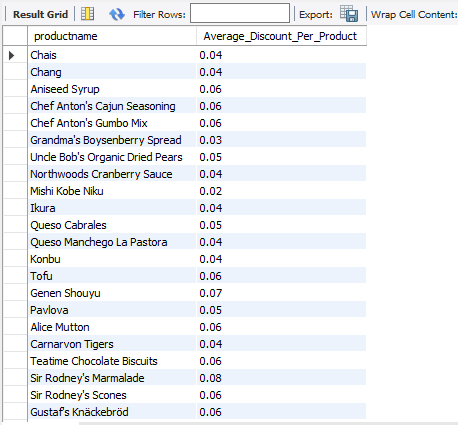 Result Grid Filter Rows: Export: Wrap Cell Content:
productname Average_Discount_Per_Product
Chais 0.04
Chang 0.04
Aniseed Syrup 0.06
Chef Anton's Cajun Seasoning 0.06
Chef Anton's Gumbo Mix 0.06
Grandma's Boysenberry Spread 0.03
Uncle Bob's Organic Dried Pears 0.05
Northwoods Cranberry Sauce 0.04
Mishi Kobe Niku 0.02
Ikura 0.04
Queso Cabrales 0.05
Queso Manchego La Pastora 0.04
Konbu 0.04
Tofu 0.06
Genen Shouyu 0.07
Pavlova 0.05
Alice Mutton 0.06
Carnarvon Tigers 0.04
Teatime Chocolate Biscuits 0.06
Sir Rodney's Marmalade 0.08
Sir Rodney's Scones 0.06
Gustaf's Knäckebröd 0.06